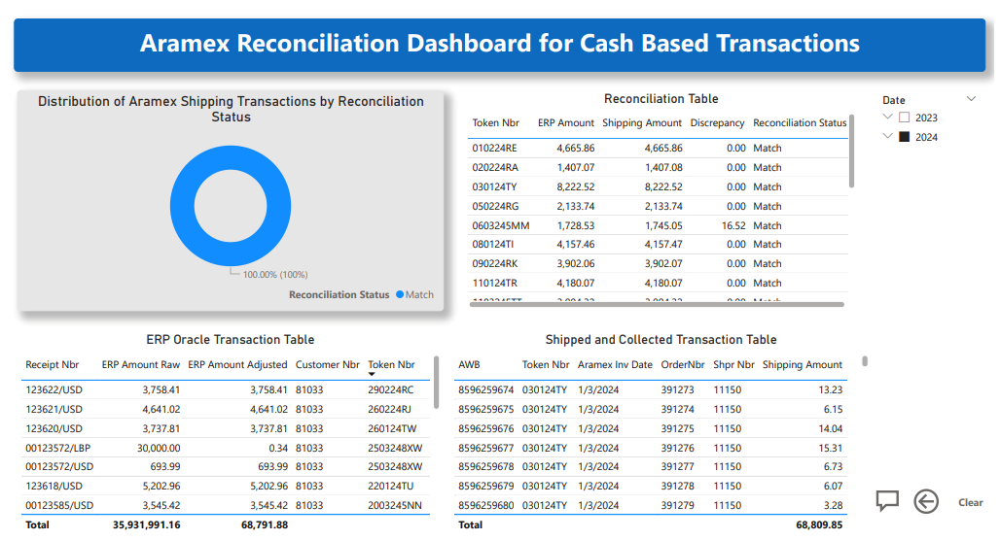 Aramex Reconciliation Dashboard for Cash Based Transactions
Distribution of Aramex Shipping Transactions by Reconciliation
Status
100.00% (100%)
Reconciliation Status Match
Reconciliation Table
Token Nbr ERP Amount Shipping Amount Discrepancy Reconciliation Status
010224RE 4,665.86 4,665.86 0.00 Match
020224RA 1,407.07 1,407.08 0.00 Match
030124TY 8,222.52 8,222.52 0.00 Match
050224RG 2,133.74 2,133.74 0.00 Match
0603245MM 1,728.53 1,745.05 16.52 Match
080124TI 4,157.46 4,157.47 0.00 Match
090224RK 3,902.06 3,902.07 0.00 Match
110124TR 4,180.07 4,180.07 0.00 Match
Date
2023
2024
ERP Oracle Transaction Table
Receipt Nbr ERP Amount Raw ERP Amount Adjusted Customer Nbr Token Nbr
123622/USD 3,758.41 3,758.41 81033 290224RC
123621/USD 4,641.02 4,641.02 81033 260224RJ
123620/USD 3,737.81 3,737.81 81033 260124TW
00123572/LBP 30,000.00 0.34 81033 2503248XW
00123572/USD 693.99 693.99 81033 2503248XW
123618/USD 5,202.96 5,202.96 81033 220124TU
00123585/USD 3,545.42 3,545.42 81033 2003245NN
Total 35,931,991.16 68,791.88
Shipped and Collected Transaction Table
AWB Token Nbr Aramex Inv Date OrderNbr Shpr Nbr Shipping Amount
8596259674 030124TY 1/3/2024 391273 11150 13.23
8596259675 030124TY 1/3/2024 391274 11150 6.15
8596259676 030124TY 1/3/2024 391275 11150 14.04
8596259677 030124TY 1/3/2024 391276 11150 15.31
8596259678 030124TY 1/3/2024 391277 11150 6.73
8596259679 030124TY 1/3/2024 391278 11150 6.07
8596259680 030124TY 1/3/2024 391279 11150 3.28
Total 68,809.85
Clear